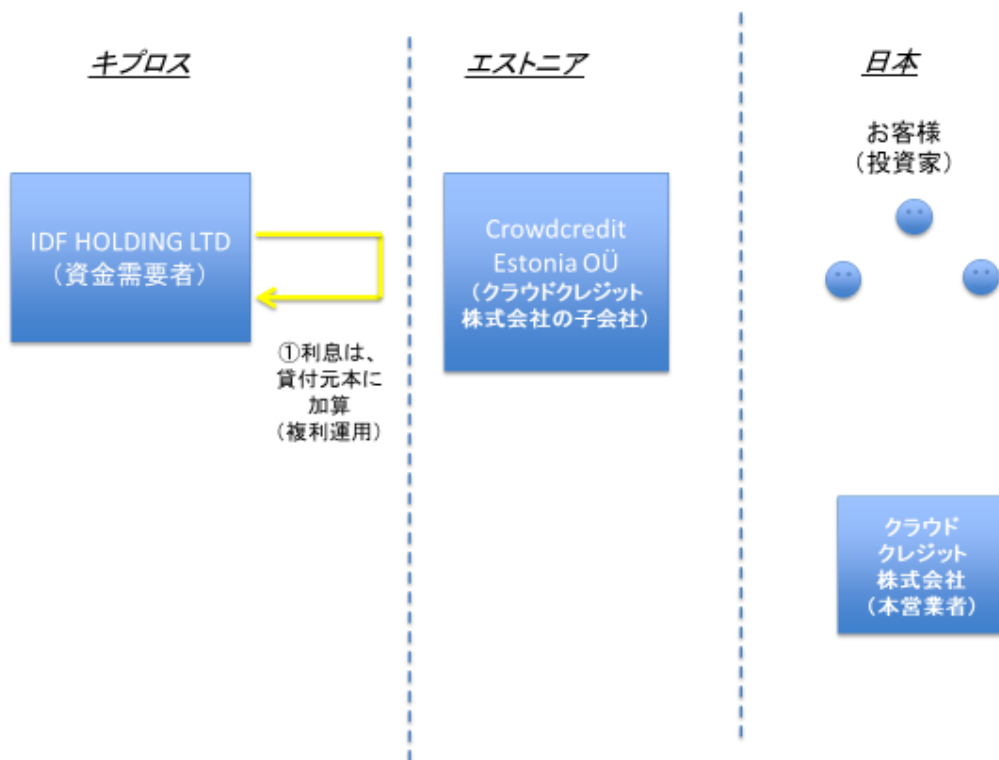 キプロス
エストニア
日本
お客様
（投資家）
IDF HOLDING LTD
（資金需要者）
Crowdcredit
Estonia OÜ
（クラウドクレジット
株式会社の子会社）
①利息は、
貸付元本に
加算
（複利運用）
クラウド
クレジット
株式会社
（本営業者）